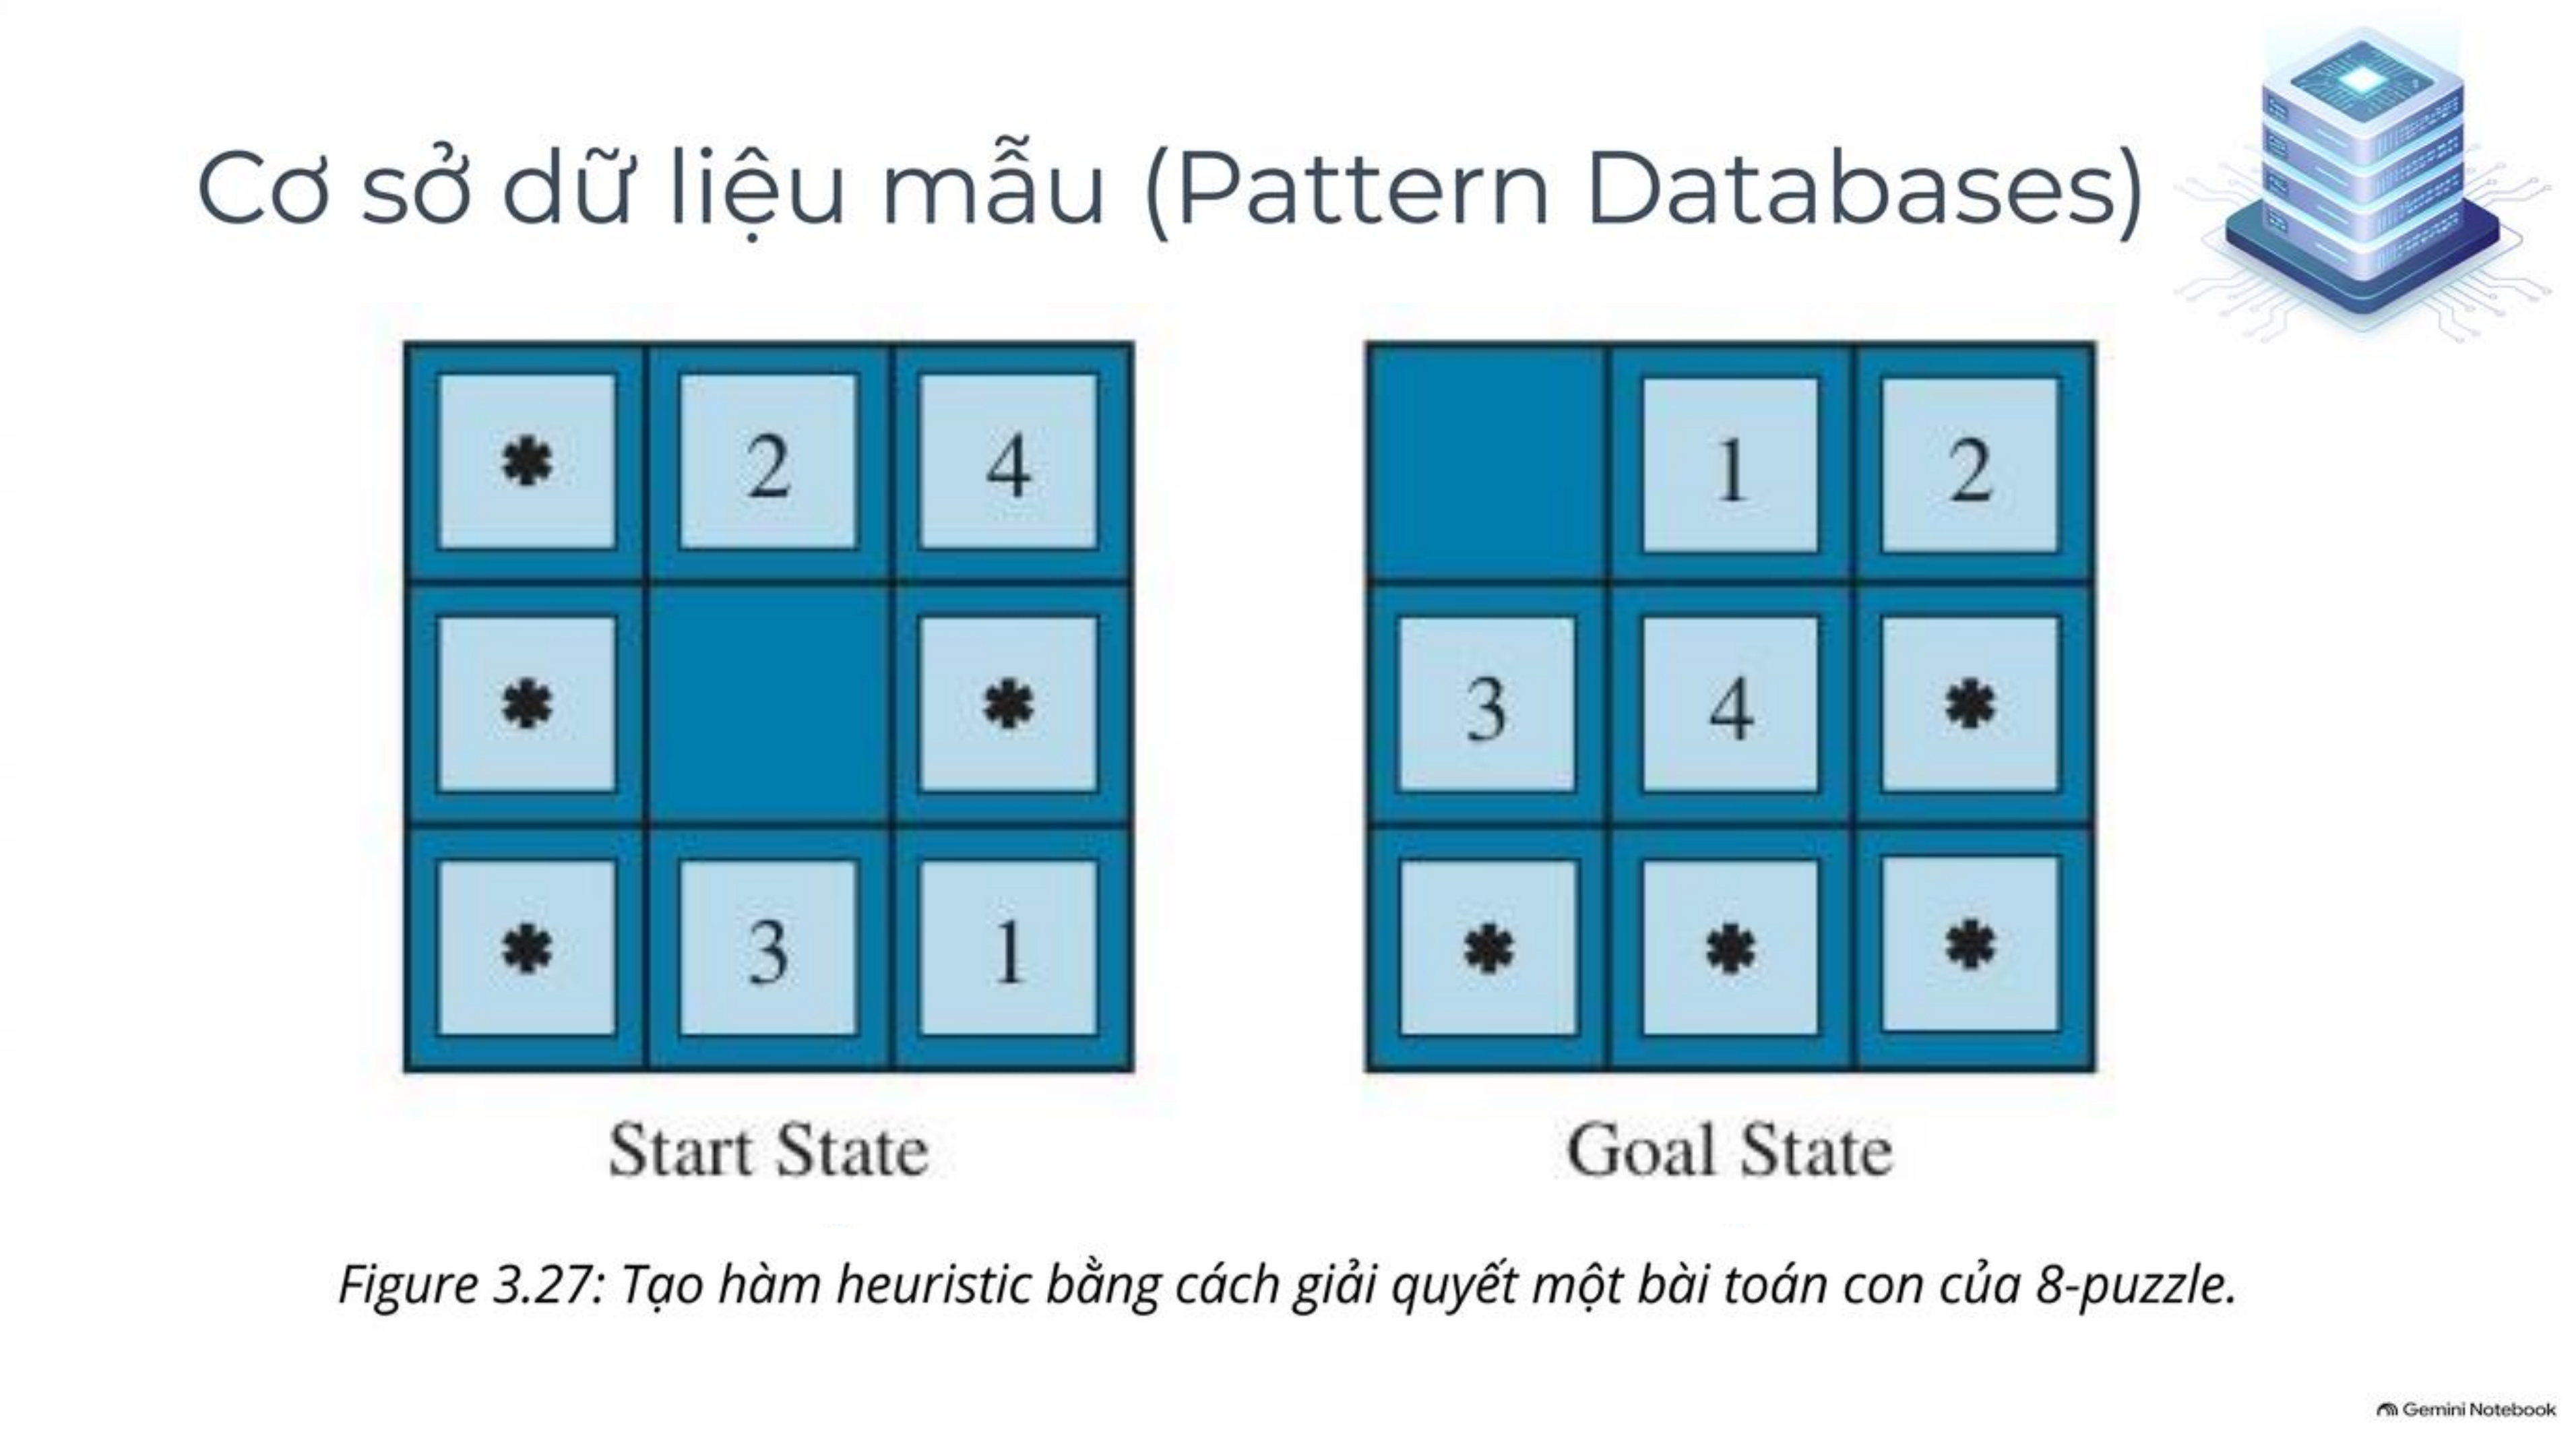 Cơ sở dữ liệu mẫu (Pattern Databases)
* 2 4
* *
* 3 1
Start State
1 2
3 4 *
* * *
Goal State
Figure 3.27: Tạo hàm heuristic bằng cách giải quyết một bài toán con của 8-puzzle.
Gemini Notebook